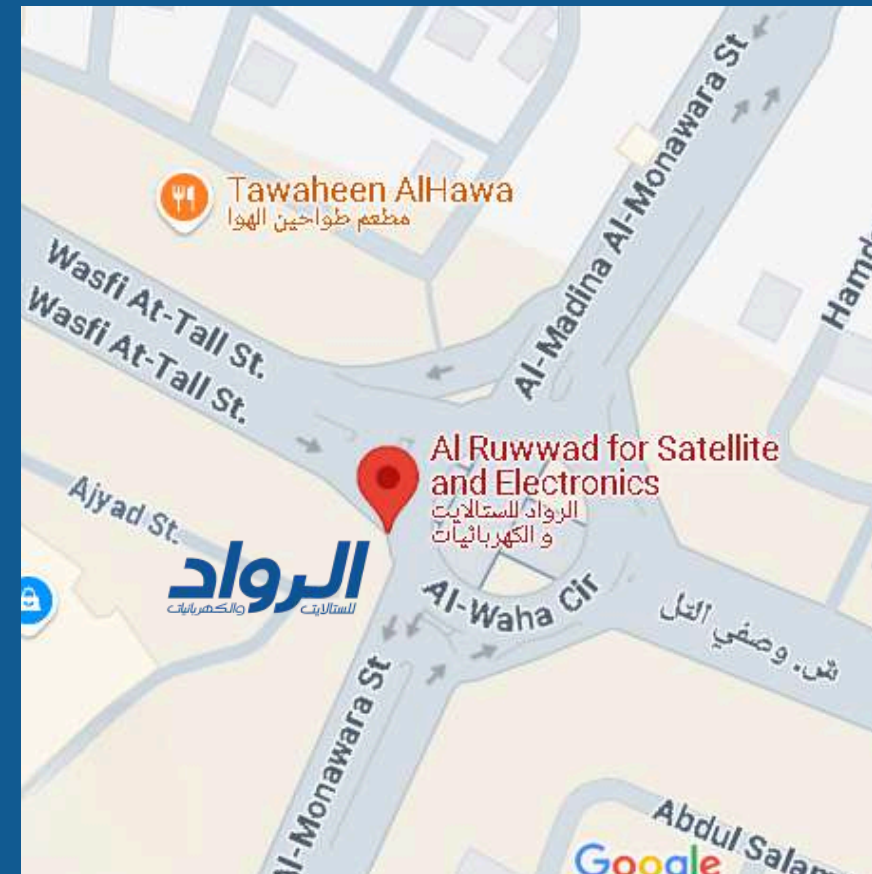 Tawaheen AlHawa
مطعم طواحين الهوا
Wasfi At-Tall St.
Wasfi At-Tall St.
Al-Madina Al-Monawara St
Al Ruwwad for Satellite
and Electronics
الرواد للستالايت
و الكهربائيات
Ajyad St.
الرواد
للستالايت والكهربائيات
Al-Waha Cir
ش. وصفي التل
Al-Monawara St
Abdul Salam
Google